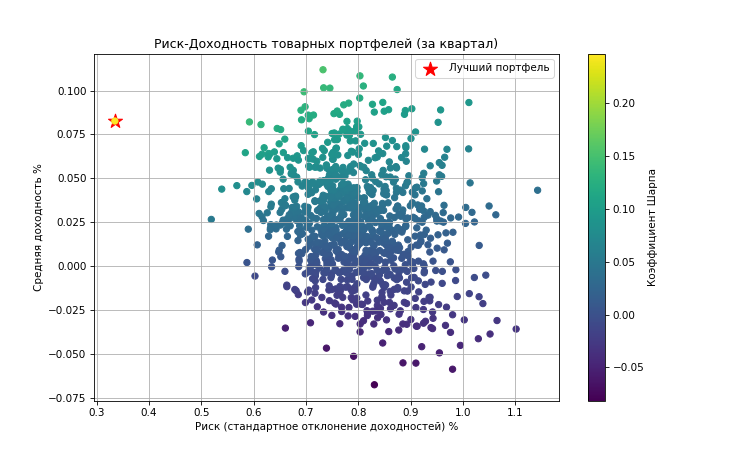 Риск-Доходность товарных портфелей (за квартал)
Лучший портфель
Средняя доходность %
0.100
0.075
0.050
0.025
0.000
−0.025
−0.050
−0.075
0.3 0.4 0.5 0.6 0.7 0.8 0.9 1.0 1.1
Риск (стандартное отклонение доходностей) %
0.20
0.15
0.10
0.05
0.00
−0.05
Коэффициент Шарпа